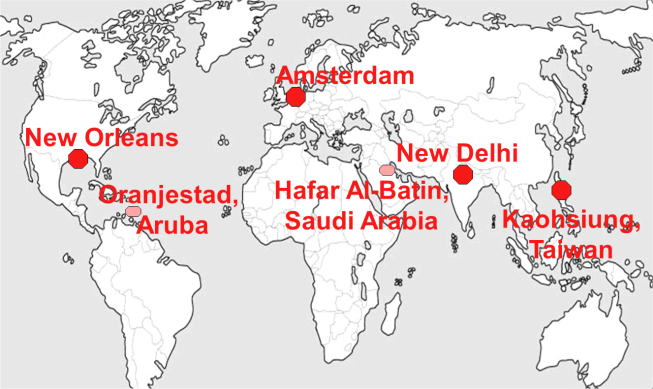 Amsterdam
New Orleans
New Delhi
Oranjestad,
Aruba
Hafar Al-Batin,
Saudi Arabia
Kaohsiung,
Taiwan